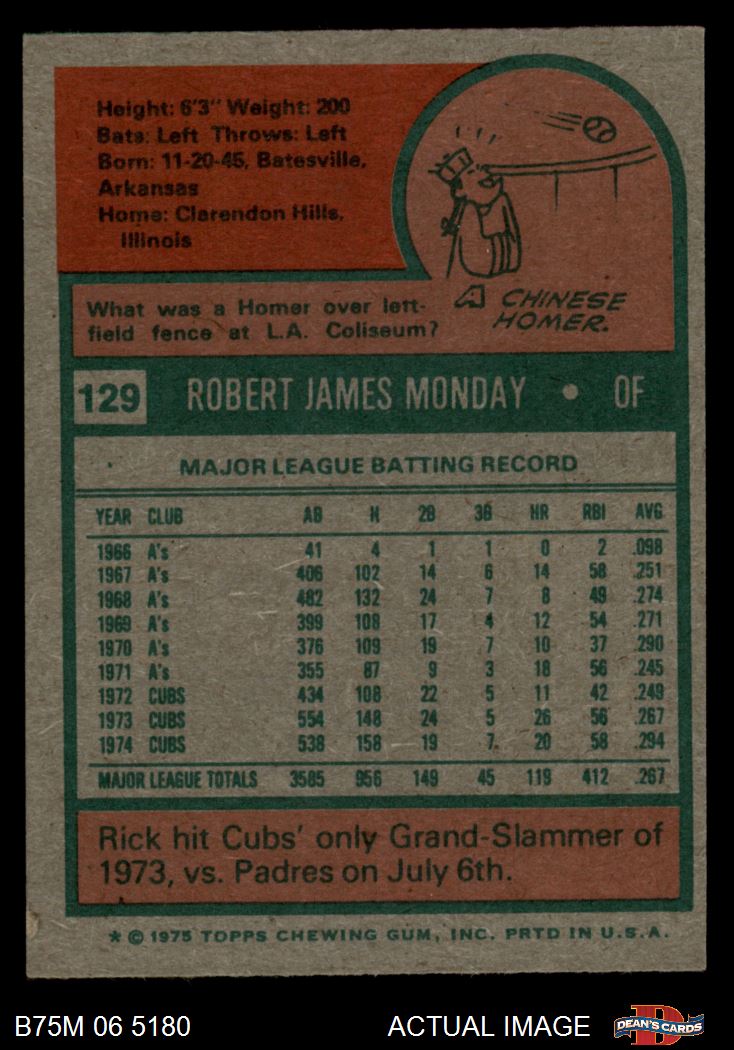 Height: 6'3" Weight: 200
Bats: Left Throws: Left
Born: 11-20-45, Batesville,
Arkansas
Home: Clarendon Hills,
Illinois
A CHINESE
HOMER.
What was a Homer over left-
field fence at L.A. Coliseum?
129 ROBERT JAMES MONDAY • OF
MAJOR LEAGUE BATTING RECORD
YEAR CLUB AB H 2B 3B HR RBI AVG
1966 A's 41 4 1 1 0 2 .098
1967 A's 406 102 14 6 14 58 .251
1968 A's 482 132 24 7 8 49 .274
1969 A's 399 108 17 4 12 54 .271
1970 A's 376 109 19 7 10 37 .290
1971 A's 355 87 9 3 18 56 .245
1972 CUBS 434 108 22 5 11 42 .249
1973 CUBS 554 148 24 5 26 56 .267
1974 CUBS 538 158 19 7 20 58 .294
MAJOR LEAGUE TOTALS 3585 956 149 45 119 412 .267
Rick hit Cubs' only Grand-Slammer of
1973, vs. Padres on July 6th.
* © 1975 TOPPS CHEWING GUM, INC. PRTD IN U.S.A.
B75M 06 5180 ACTUAL IMAGE DEAN'S CARDS